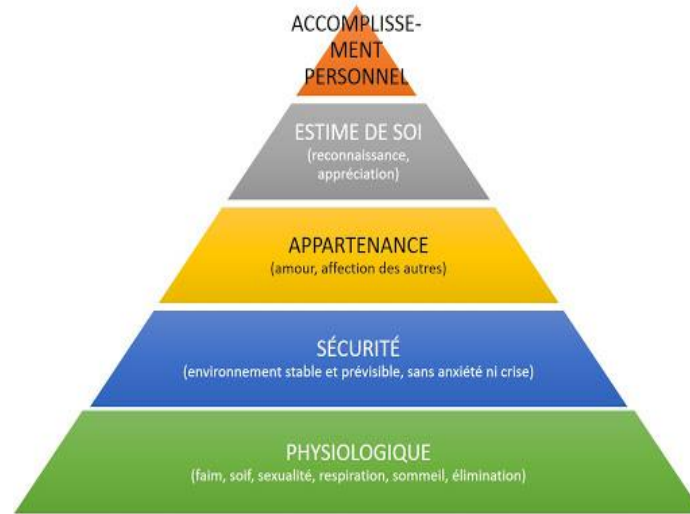 ACCOMPLISSE-
MENT
PERSONNEL
ESTIME DE SOI
(reconnaissance,
appréciation)
APPARTENANCE
(amour, affection des autres)
SÉCURITÉ
(environnement stable et prévisible, sans anxiété ni crise)
PHYSIOLOGIQUE
(faim, soif, sexualité, respiration, sommeil, élimination)